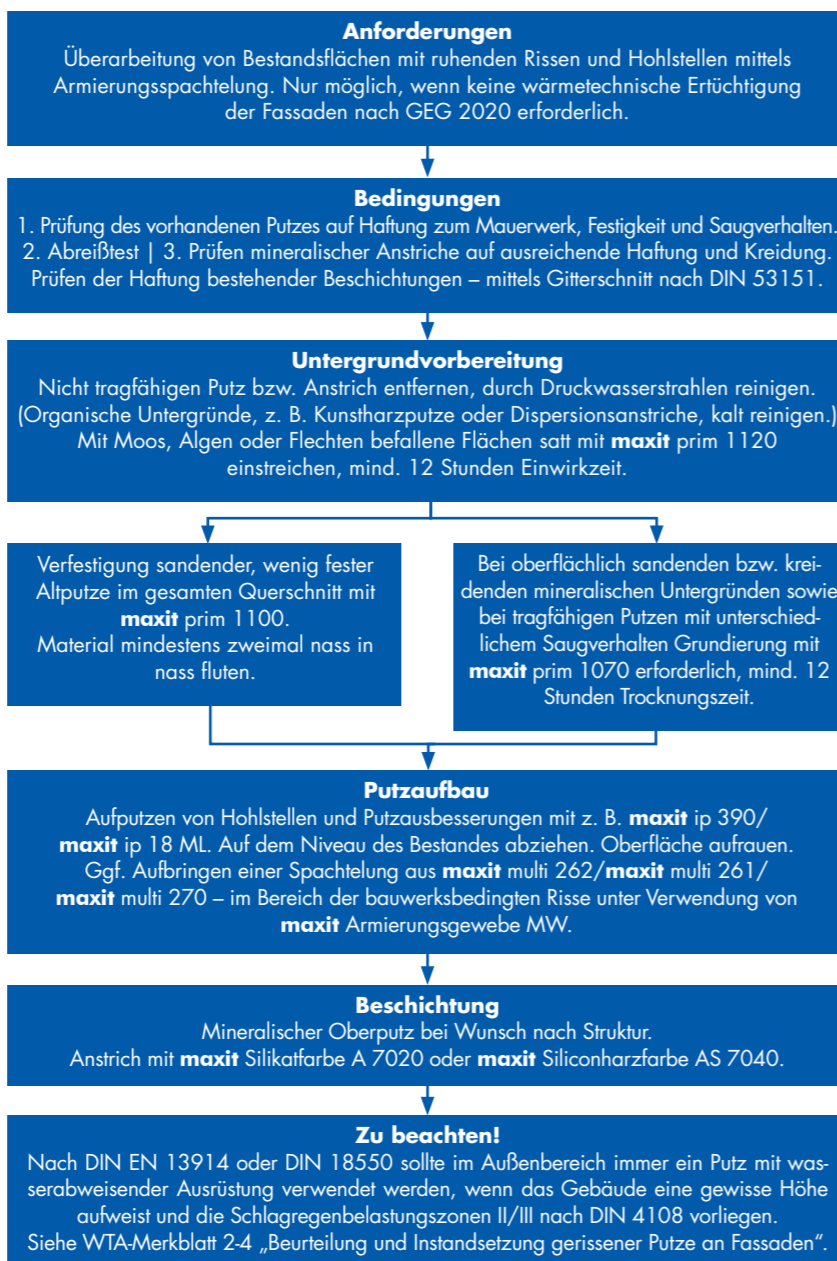 Anforderungen
Überarbeitung von Bestandsflächen mit ruhenden Rissen und Hohlstellen mittels
Armierungsspachtelung. Nur möglich, wenn keine wärmetechnische Ertüchtigung
der Fassaden nach GEG 2020 erforderlich.
Bedingungen
1. Prüfung des vorhandenen Putzes auf Haftung zum Mauerwerk, Festigkeit und Saugverhalten.
2. Abreißtest | 3. Prüfen mineralischer Anstriche auf ausreichende Haftung und Kreidung.
Prüfen der Haftung bestehender Beschichtungen – mittels Gitterschnitt nach DIN 53151.
Untergrundvorbereitung
Nicht tragfähigen Putz bzw. Anstrich entfernen, durch Druckwasserstrahlen reinigen.
(Organische Untergründe, z. B. Kunstharzputze oder Dispersionsanstriche, kalt reinigen.)
Mit Moos, Algen oder Flechten befallene Flächen satt mit maxit prim 1120
einstreichen, mind. 12 Stunden Einwirkzeit.
Verfestigung sandender, wenig fester
Altputze im gesamten Querschnitt mit
maxit prim 1100.
Material mindestens zweimal nass in
nass fluten.
Bei oberflächlich sandenden bzw. krei-
denden mineralischen Untergründen sowie
bei tragfähigen Putzen mit unterschied-
lichem Saugverhalten Grundierung mit
maxit prim 1070 erforderlich, mind. 12
Stunden Trocknungszeit.
Putzaufbau
Aufputzen von Hohlstellen und Putzausbesserungen mit z. B. maxit ip 390/
maxit ip 18 ML. Auf dem Niveau des Bestandes abziehen. Oberfläche aufrauen.
Ggf. Aufbringen einer Spachtelung aus maxit multi 262/maxit multi 261/
maxit multi 270 – im Bereich der bauwerksbedingten Risse unter Verwendung von
maxit Armierungsgewebe MW.
Beschichtung
Mineralischer Oberputz bei Wunsch nach Struktur.
Anstrich mit maxit Silikatfarbe A 7020 oder maxit Siliconharzfarbe AS 7040.
Zu beachten!
Nach DIN EN 13914 oder DIN 18550 sollte im Außenbereich immer ein Putz mit was-
serabweisender Ausrüstung verwendet werden, wenn das Gebäude eine gewisse Höhe
aufweist und die Schlagregenbelastungszonen II/III nach DIN 4108 vorliegen.
Siehe WTA-Merkblatt 2-4 „Beurteilung und Instandsetzung gerissener Putze an Fassaden“.